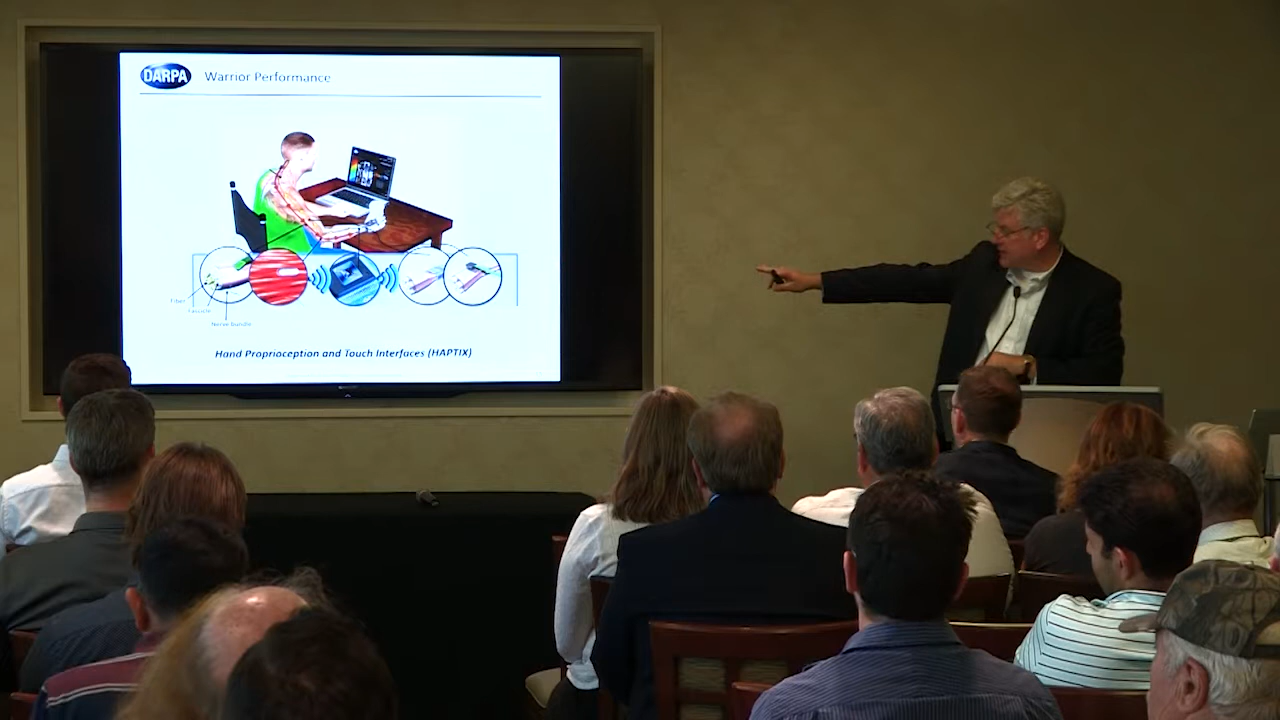 DARPA
Warrior Performance
Fiber
Fascicle
Nerve bundle
Hand Proprioception and Touch Interfaces (HAPTIX)